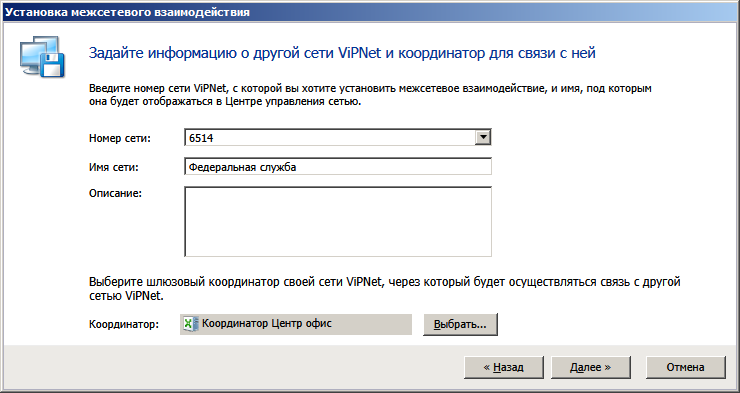 Установка межсетевого взаимодействия
Задайте информацию о другой сети ViPNet и координатор для связи с ней
Введите номер сети ViPNet, с которой вы хотите установить межсетевое взаимодействие, и имя, под которым
она будет отображаться в Центре управления сетью.
Номер сети: 6514
Имя сети: Федеральная служба
Описание:
Выберите шлюзовый координатор своей сети ViPNet, через который будет осуществляться связь с другой
сетью ViPNet.
Координатор: Координатор Центр офис Выбрать...
« Назад Далее » Отмена